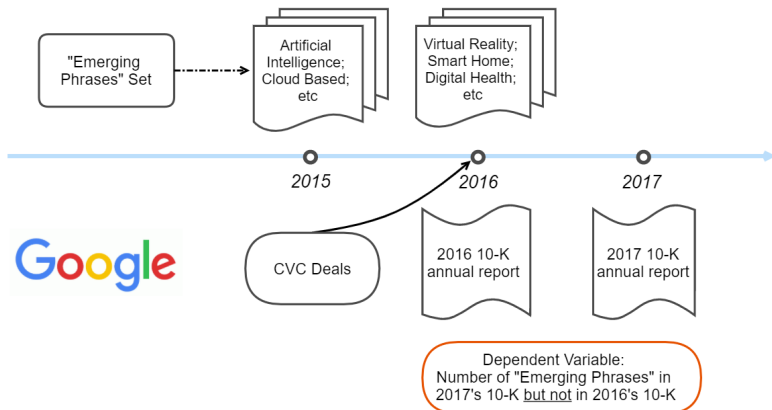 "Emerging
Phrases" Set
Artificial
Intelligence;
Cloud Based;
etc
Virtual Reality;
Smart Home;
Digital Health;
etc
2015
2016
2017
Google
CVC Deals
2016 10-K
annual report
2017 10-K
annual report
Dependent Variable:
Number of "Emerging Phrases" in
2017's 10-K but not in 2016's 10-K